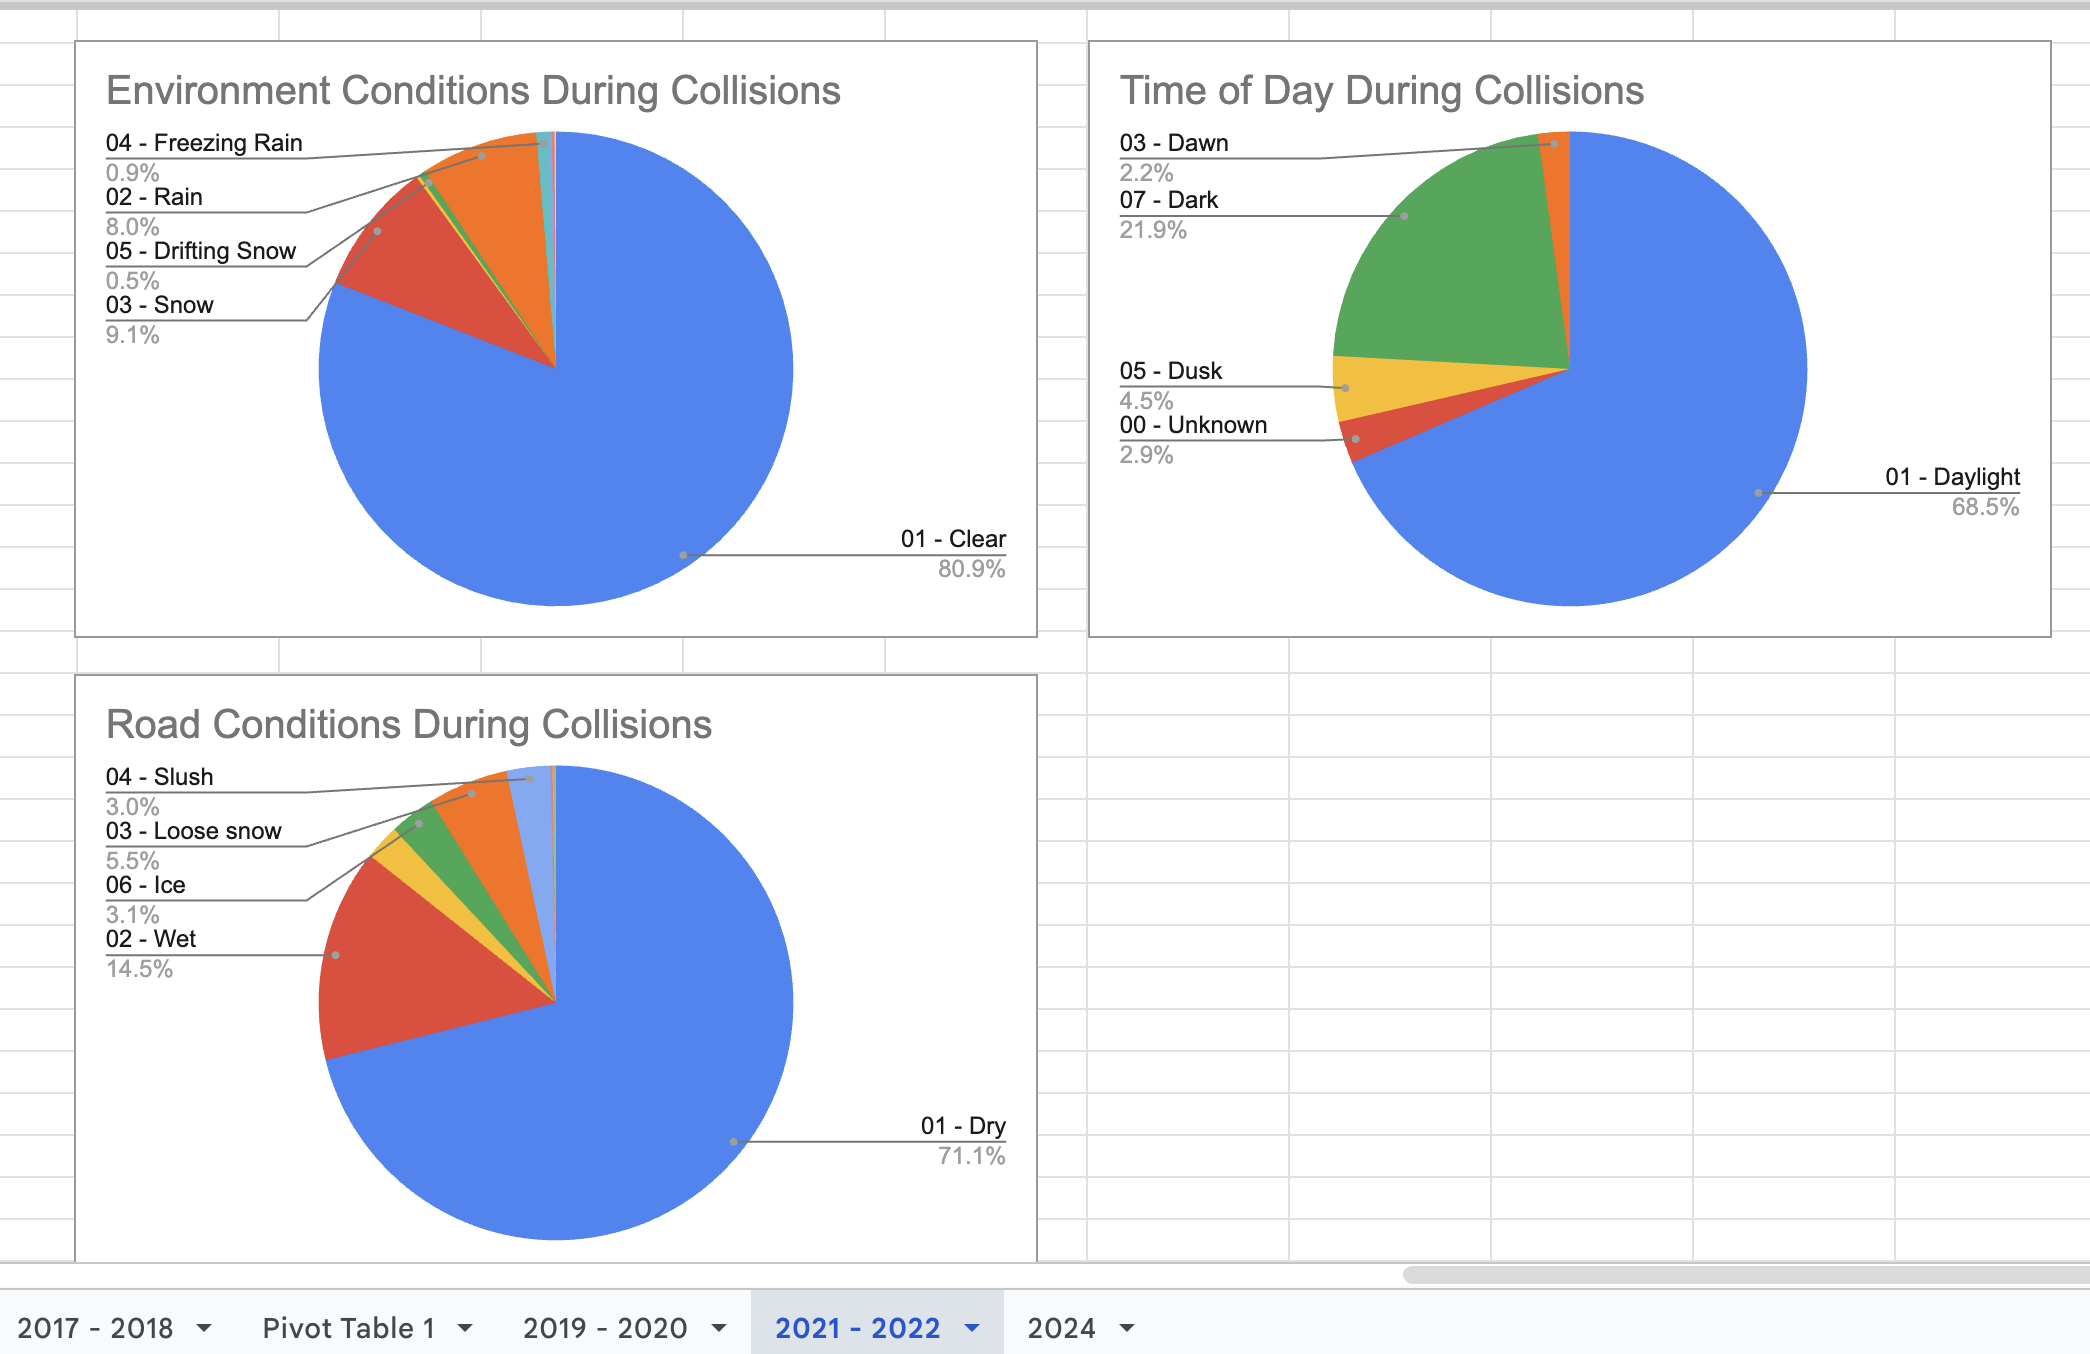 Environment Conditions During Collisions
04 - Freezing Rain
0.9%
02 - Rain
8.0%
05 - Drifting Snow
0.5%
03 - Snow
9.1%
01 - Clear
80.9%
Time of Day During Collisions
03 - Dawn
2.2%
07 - Dark
21.9%
05 - Dusk
4.5%
00 - Unknown
2.9%
01 - Daylight
68.5%
Road Conditions During Collisions
04 - Slush
3.0%
03 - Loose snow
5.5%
06 - Ice
3.1%
02 - Wet
14.5%
01 - Dry
71.1%
2017 - 2018 Pivot Table 1 2019 - 2020 2021 - 2022 2024